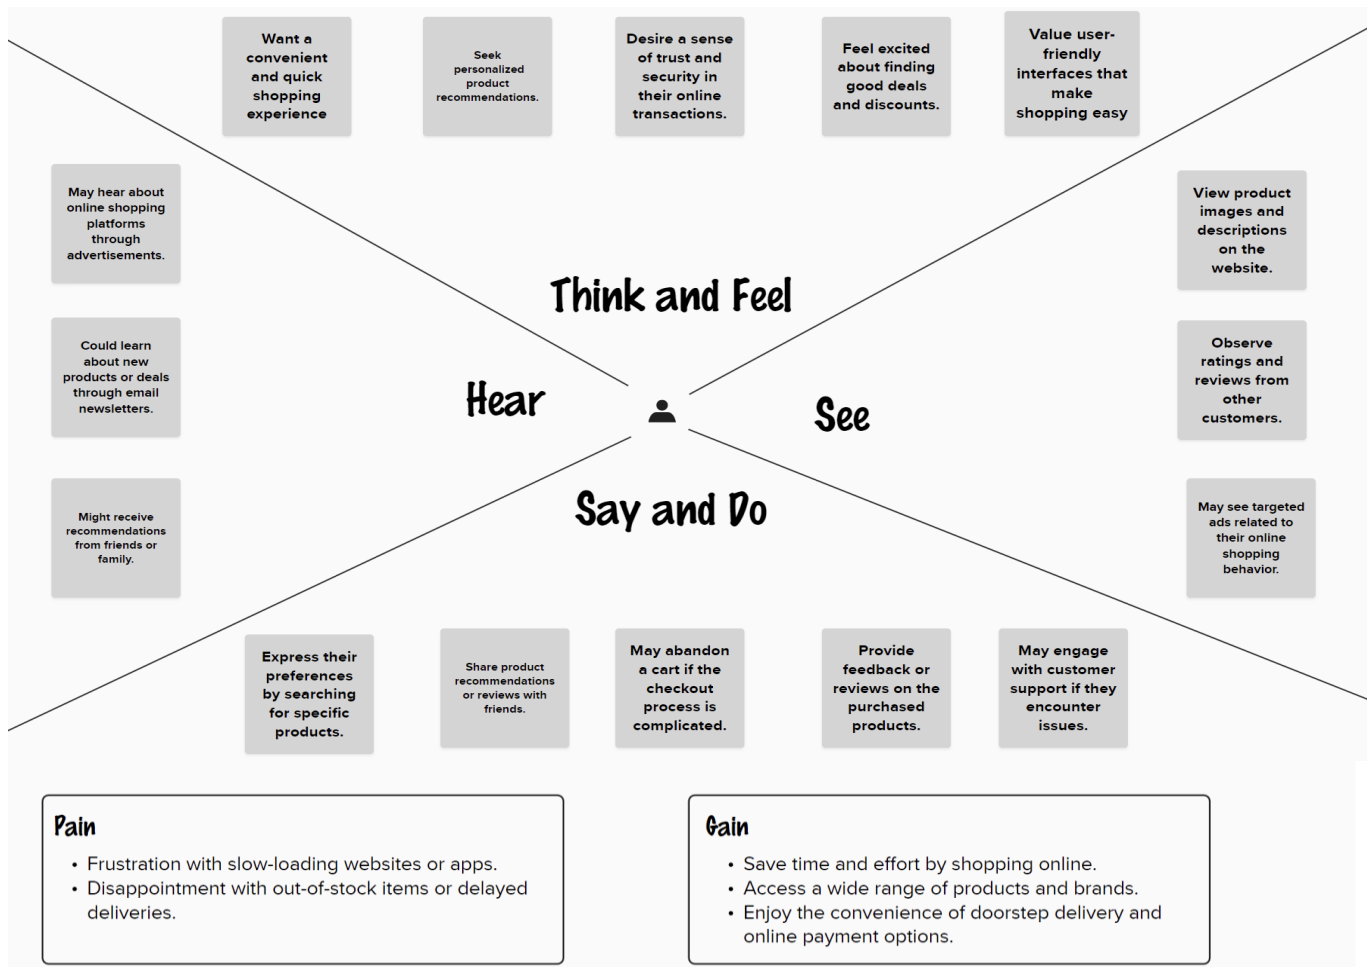 Want a
convenient
and quick
shopping
experience
Seek
personalized
product
recommendations.
Desire a sense
of trust and
security in
their online
transactions.
Feel excited
about finding
good deals
and discounts.
Value user-
friendly
interfaces that
make
shopping easy
May hear about
online shopping
platforms
through
advertisements.
Could learn
about new
products or deals
through email
newsletters.
Might receive
recommendations
from friends or
family.
Think and Feel
Hear
See
Say and Do
View product
images and
descriptions
on the
website.
Observe
ratings and
reviews from
other
customers.
May see targeted
ads related to
their online
shopping
behavior.
Express their
preferences
by searching
for specific
products.
Share product
recommendations
or reviews with
friends.
May abandon
a cart if the
checkout
process is
complicated.
Provide
feedback or
reviews on the
purchased
products.
May engage
with customer
support if they
encounter
issues.
Pain
• Frustration with slow-loading websites or apps.
• Disappointment with out-of-stock items or delayed
deliveries.
Gain
• Save time and effort by shopping online.
• Access a wide range of products and brands.
• Enjoy the convenience of doorstep delivery and
online payment options.